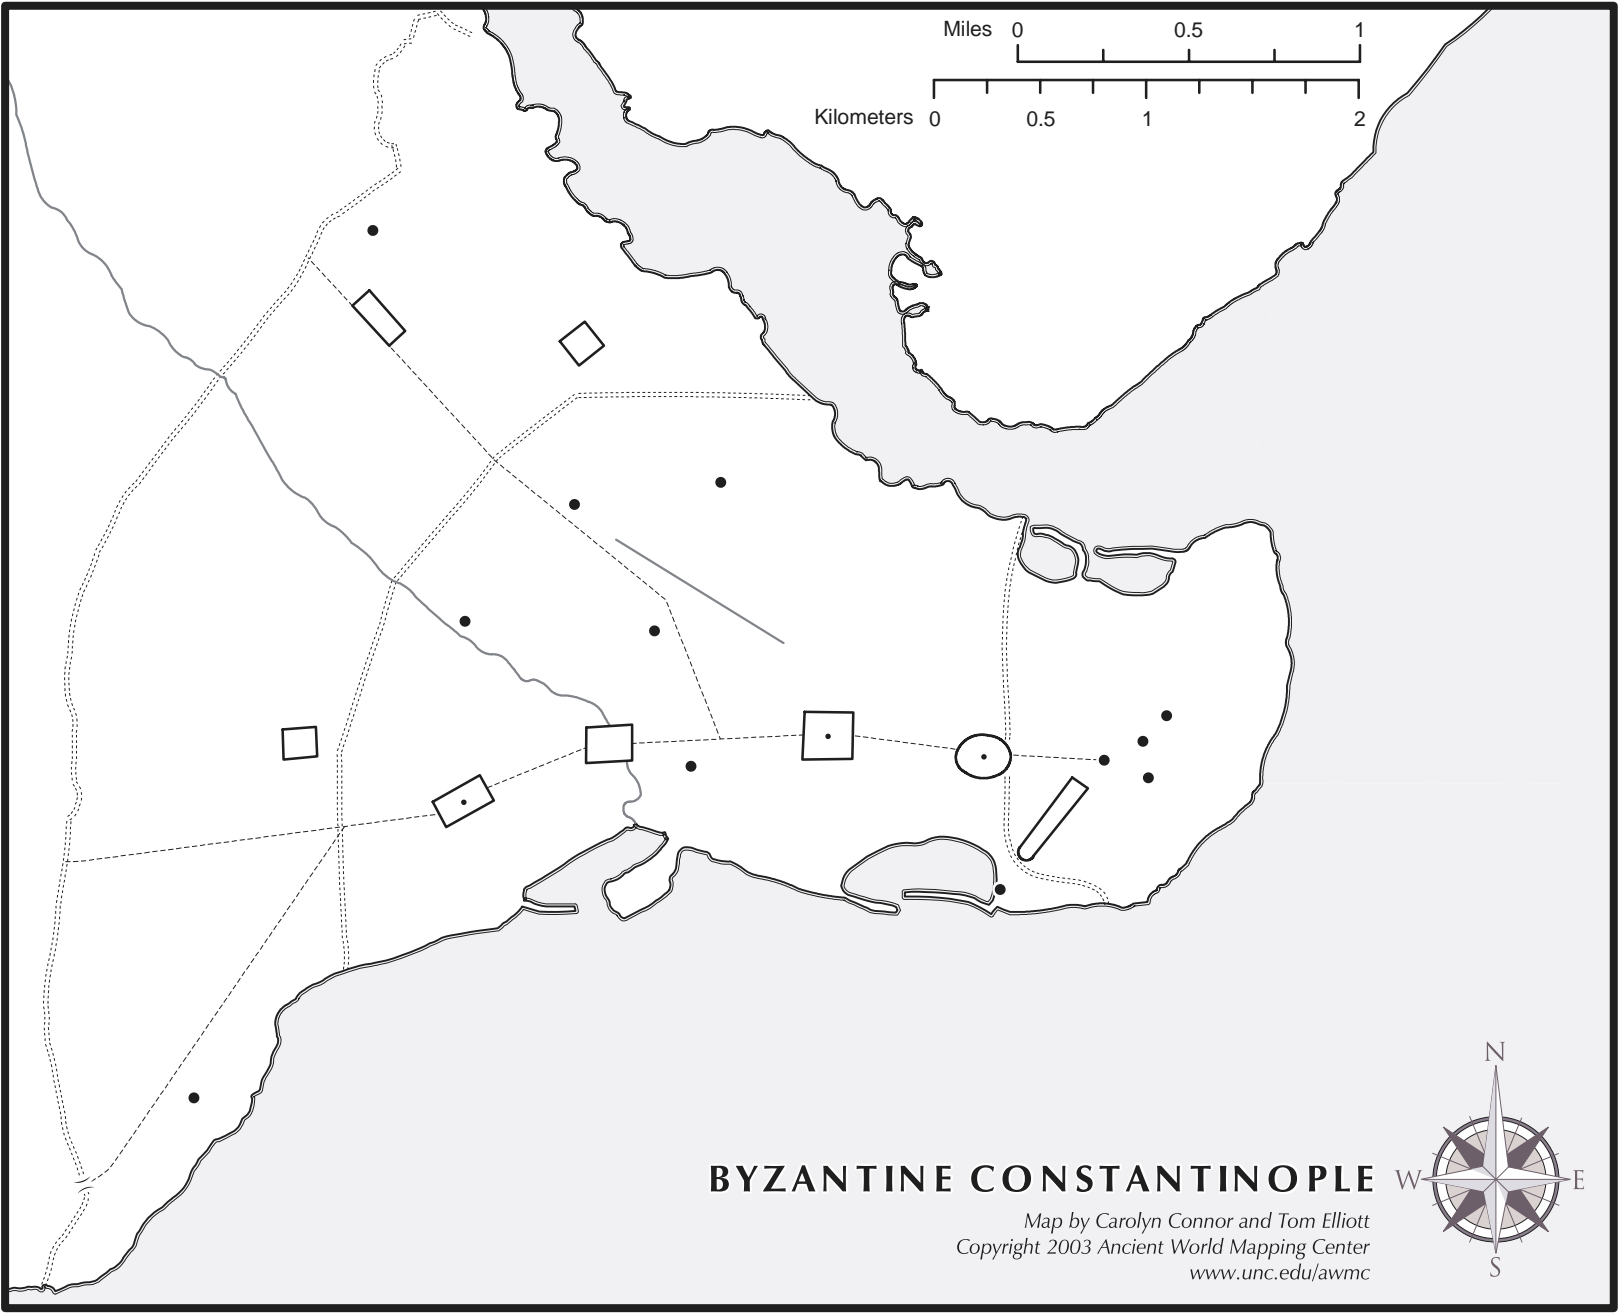 Miles 0 0.5 1
Kilometers 0 0.5 1 2
N
W E
S
BYZANTINE CONSTANTINOPLE
Map by Carolyn Connor and Tom Elliott
Copyright 2003 Ancient World Mapping Center
www.unc.edu/awmc